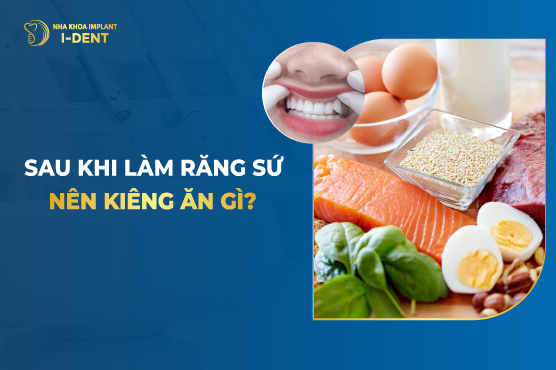 NHA KHOA IMPLANT
I-DENT
SAU KHI LÀM RĂNG SỨ
NÊN KIÊNG ĂN GÌ?